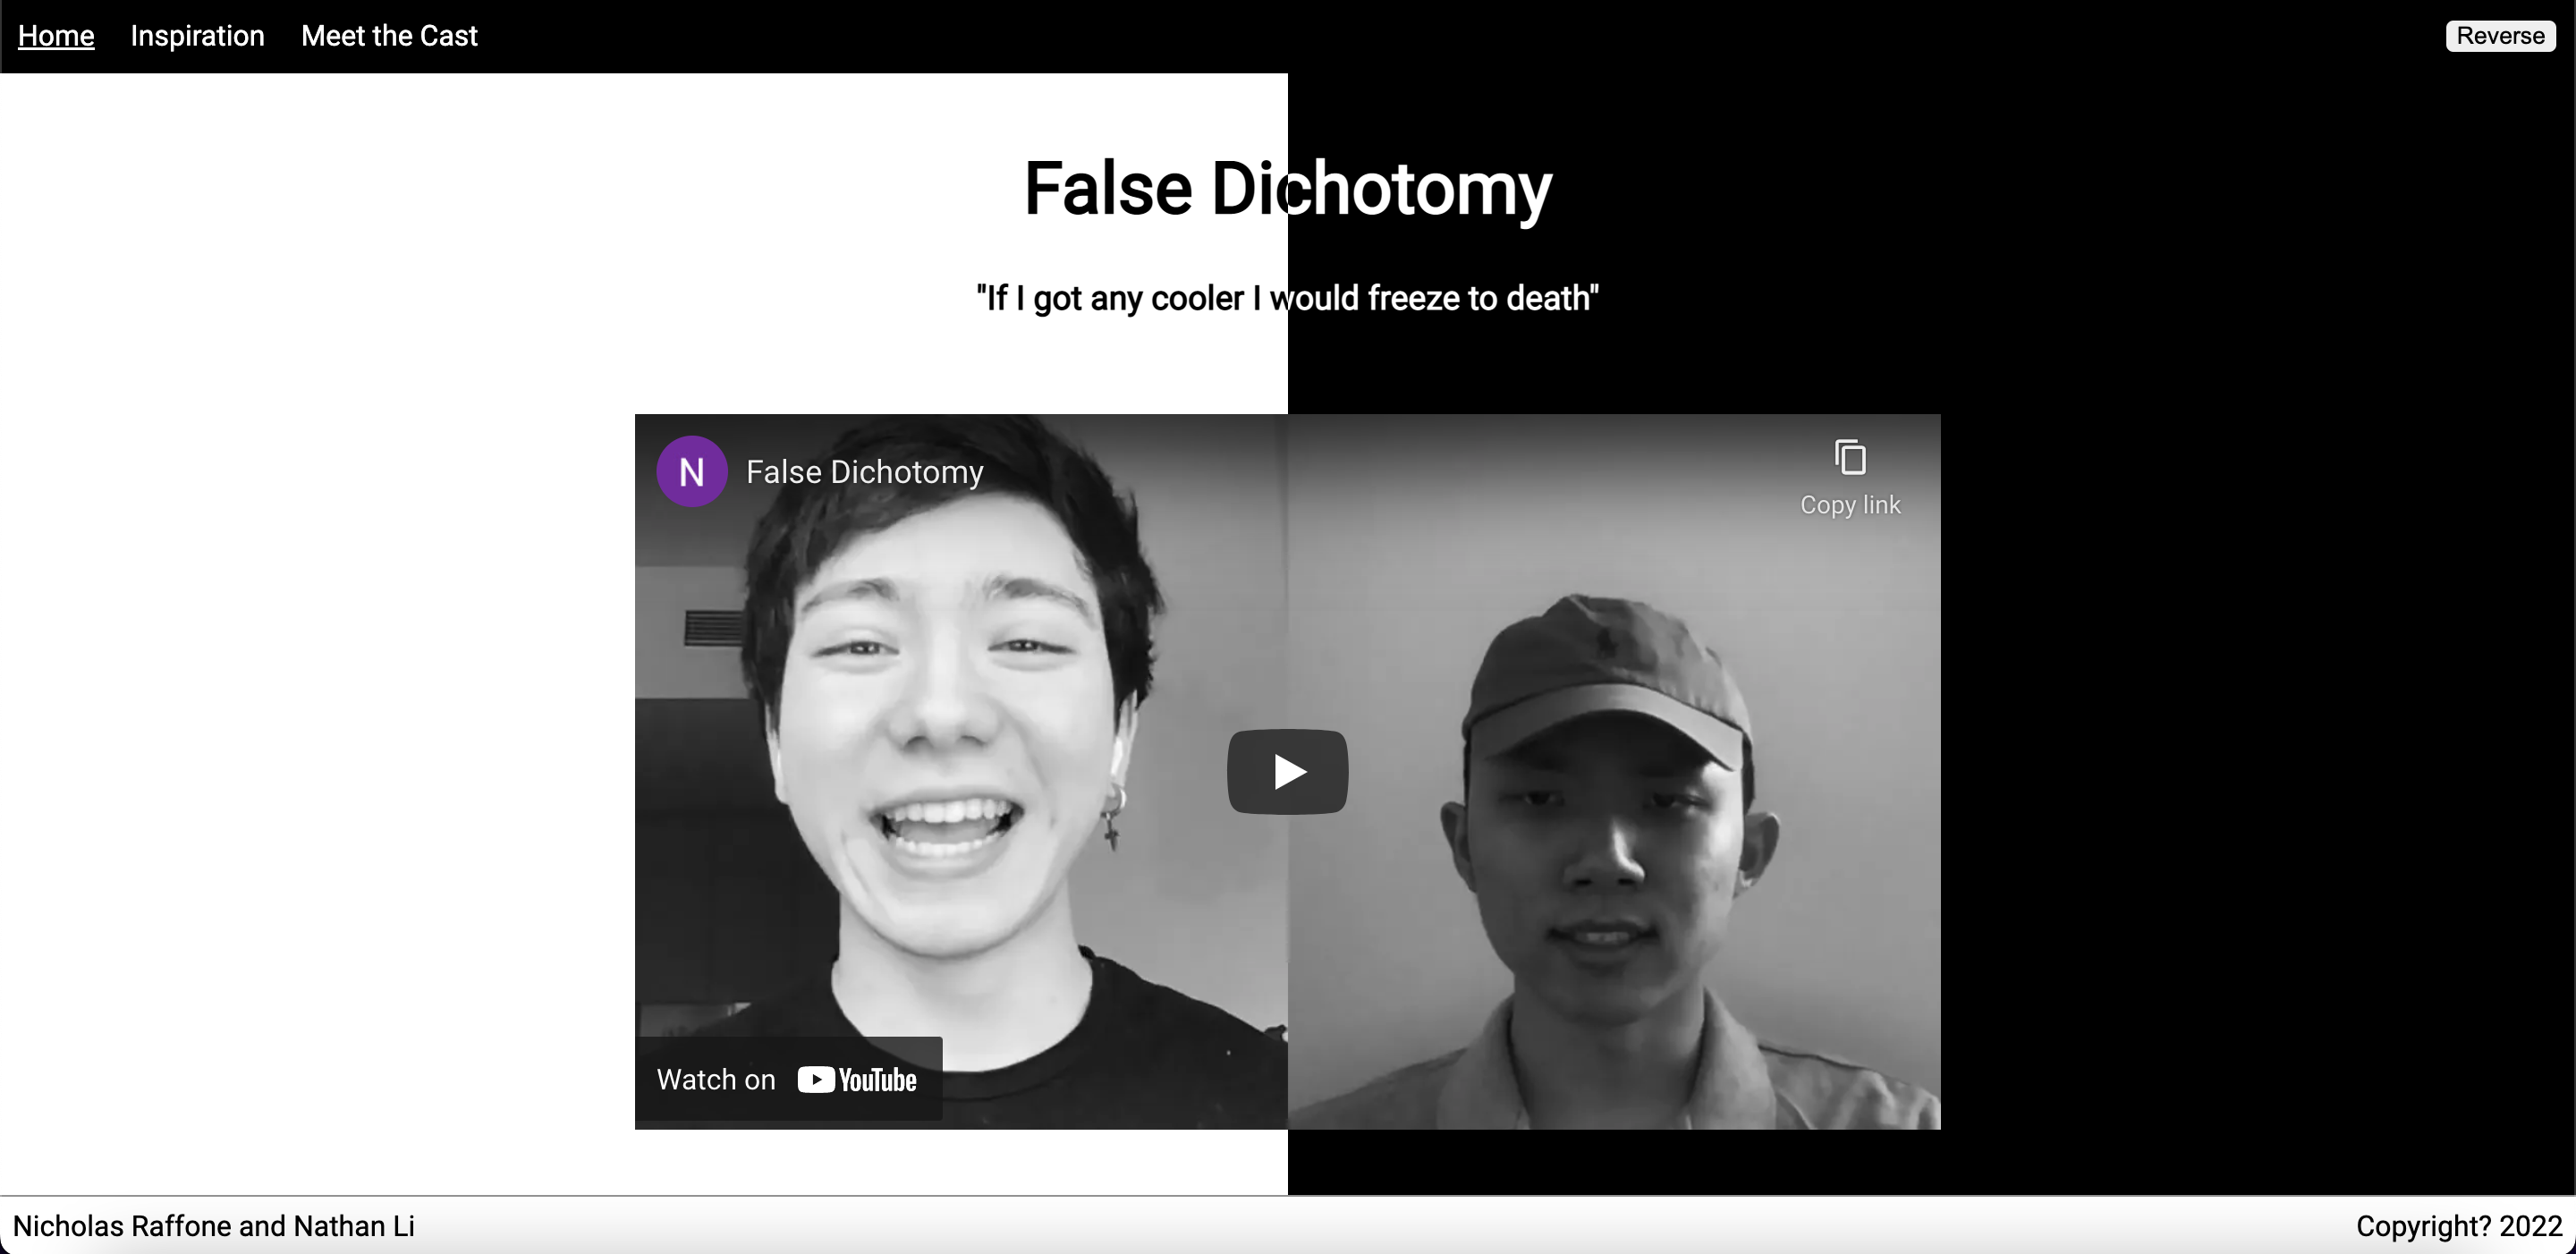 Home Inspiration Meet the Cast Reverse
False Dichotomy
"If I got any cooler I would freeze to death"
N False Dichotomy
Copy link
Watch on YouTube
Nicholas Raffone and Nathan Li Copyright? 2022